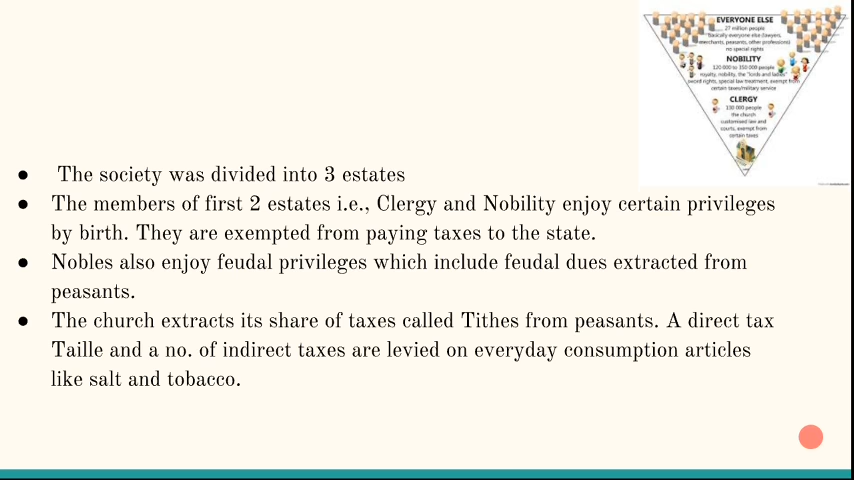 EVERYONE ELSE
27 million people
Basically everyone else (lawyers,
merchants, peasants, other professions)
no special rights
NOBILITY
120 000 to 350 000 people
royalty, nobility, the "lords and ladies"
sword rights, special law treatment, exempt from
certain taxes/military service
CLERGY
130 000 people
the church
customised law and
courts, exempt from
certain taxes
● The society was divided into 3 estates
● The members of first 2 estates i.e., Clergy and Nobility enjoy certain privileges
by birth. They are exempted from paying taxes to the state.
● Nobles also enjoy feudal privileges which include feudal dues extracted from
peasants.
● The church extracts its share of taxes called Tithes from peasants. A direct tax
Taille and a no. of indirect taxes are levied on everyday consumption articles
like salt and tobacco.